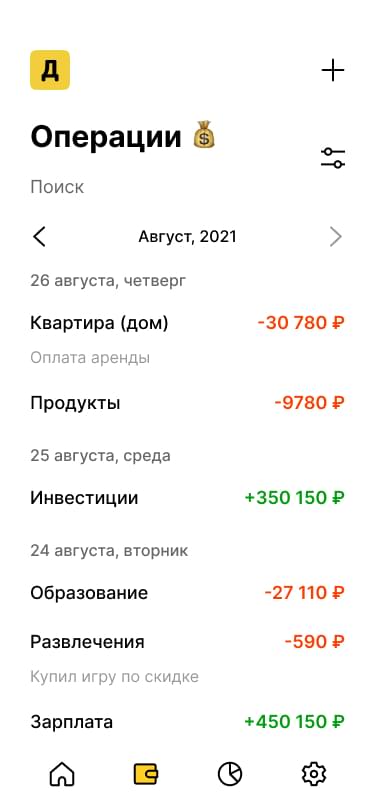 Д
Операции 💰
Поиск
Август, 2021
26 августа, четверг
Квартира (дом) -30 780 ₽
Оплата аренды
Продукты -9780 ₽
25 августа, среда
Инвестиции +350 150 ₽
24 августа, вторник
Образование -27 110 ₽
Развлечения -590 ₽
Купил игру по скидке
Зарплата +450 150 ₽